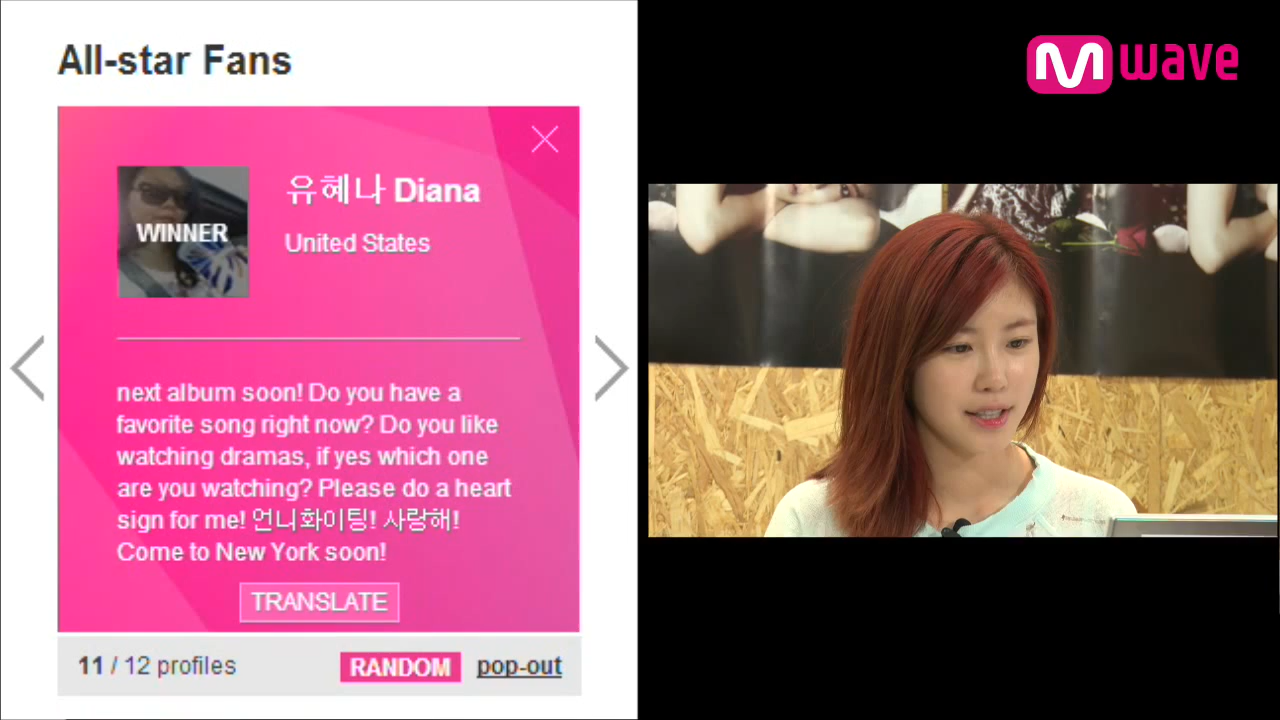 All-star Fans
Mwave
WINNER
유혜나 Diana
United States
next album soon! Do you have a
favorite song right now? Do you like
watching dramas, if yes which one
are you watching? Please do a heart
sign for me! 언니화이팅! 사랑해!
Come to New York soon!
TRANSLATE
11 / 12 profiles
RANDOM
pop-out